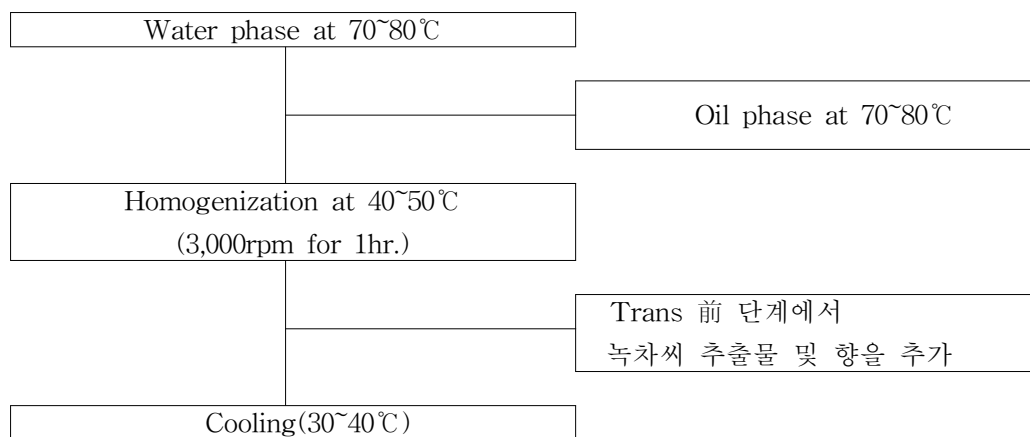 Water phase at 70~80℃
Oil phase at 70~80℃
Homogenization at 40~50℃
(3,000rpm for 1hr.)
Trans 前 단계에서
녹차씨 추출물 및 향을 추가
Cooling(30~40℃)